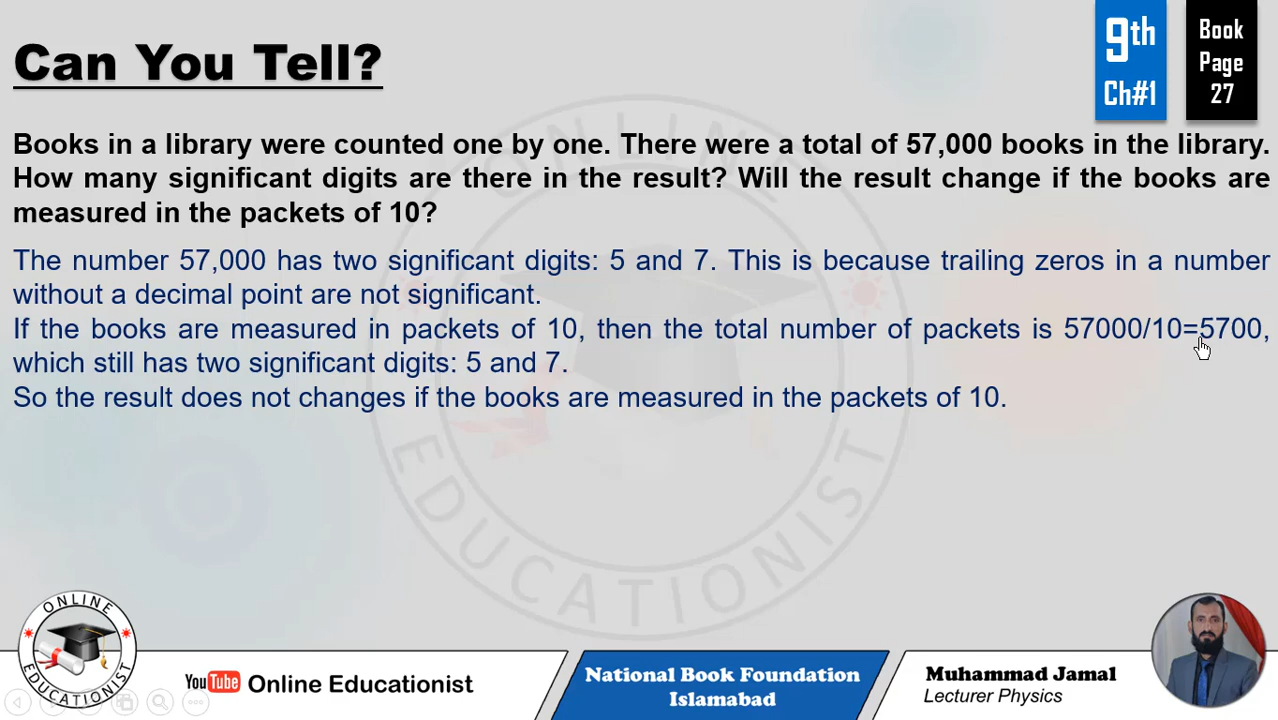 Can You Tell?
9th
Ch#1
Book
Page
27
Books in a library were counted one by one. There were a total of 57,000 books in the library.
How many significant digits are there in the result? Will the result change if the books are
measured in the packets of 10?
The number 57,000 has two significant digits: 5 and 7. This is because trailing zeros in a number
without a decimal point are not significant.
If the books are measured in packets of 10, then the total number of packets is 57000/10=5700,
which still has two significant digits: 5 and 7.
So the result does not changes if the books are measured in the packets of 10.
ONLINE
EDUCATIONIST
ONLINE
EDUCATIONIST
YouTube Online Educationist
National Book Foundation
Islamabad
Muhammad Jamal
Lecturer Physics